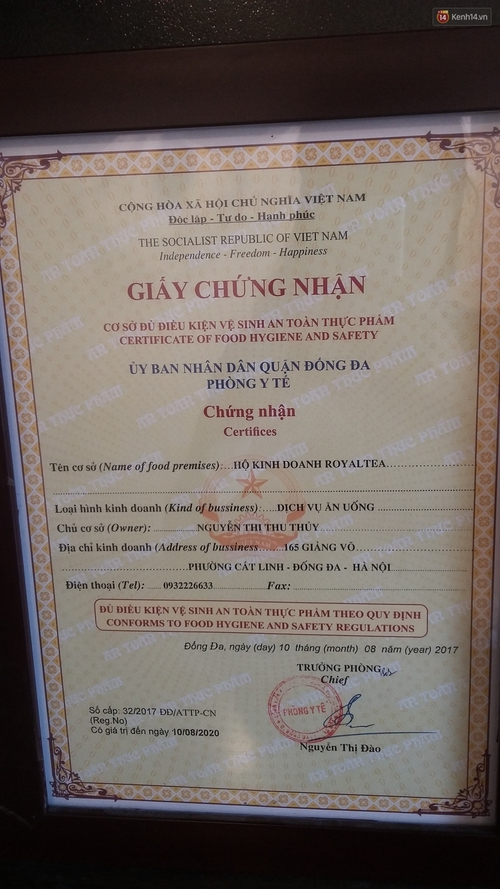 14 Kenh14.vn
CỘNG HÒA XÃ HỘI CHỦ NGHĨA VIỆT NAM
Độc lập - Tự do - Hạnh phúc
THE SOCIALIST REPUBLIC OF VIET NAM
Independence - Freedom - Happiness
GIẤY CHỨNG NHẬN
CƠ SỞ ĐỦ ĐIỀU KIỆN VỆ SINH AN TOÀN THỰC PHẨM
CERTIFICATE OF FOOD HYGIENE AND SAFETY
ỦY BAN NHÂN DÂN QUẬN ĐỐNG ĐA
PHÒNG Y TẾ
Chứng nhận
Certifices
Tên cơ sở (Name of food premises):...HỘ KINH DOANH ROYALTEA
Loại hình kinh doanh (Kind of bussiness):....DỊCH VỤ ĂN UỐNG
Chủ cơ sở (Owner): NGUYỄN THỊ THU THỦY
Địa chỉ kinh doanh (Address of bussiness 165 GIẢNG VÕ
PHƯỜNG CÁT LINH - ĐỐNG ĐA - HÀ NỘI
Điện thoại (Tel): 0932226633 Fax:
ĐỦ ĐIỀU KIỆN VỆ SINH AN TOÀN THỰC PHẨM THEO QUY ĐỊNH
CONFORMS TO FOOD HYGIENE AND SAFETY REGULATIONS
Đống Đa, ngày (day) 10 tháng (month) 08 năm (year) 2017
TRƯỞNG PHÒNG
Chief
PHÒNG Y TẾ
Số cấp: 32/2017 ĐĐ/ATTP-CN
(Reg.No)
Có giá trị đến ngày 10/08/2020
Nguyễn Thị Đào